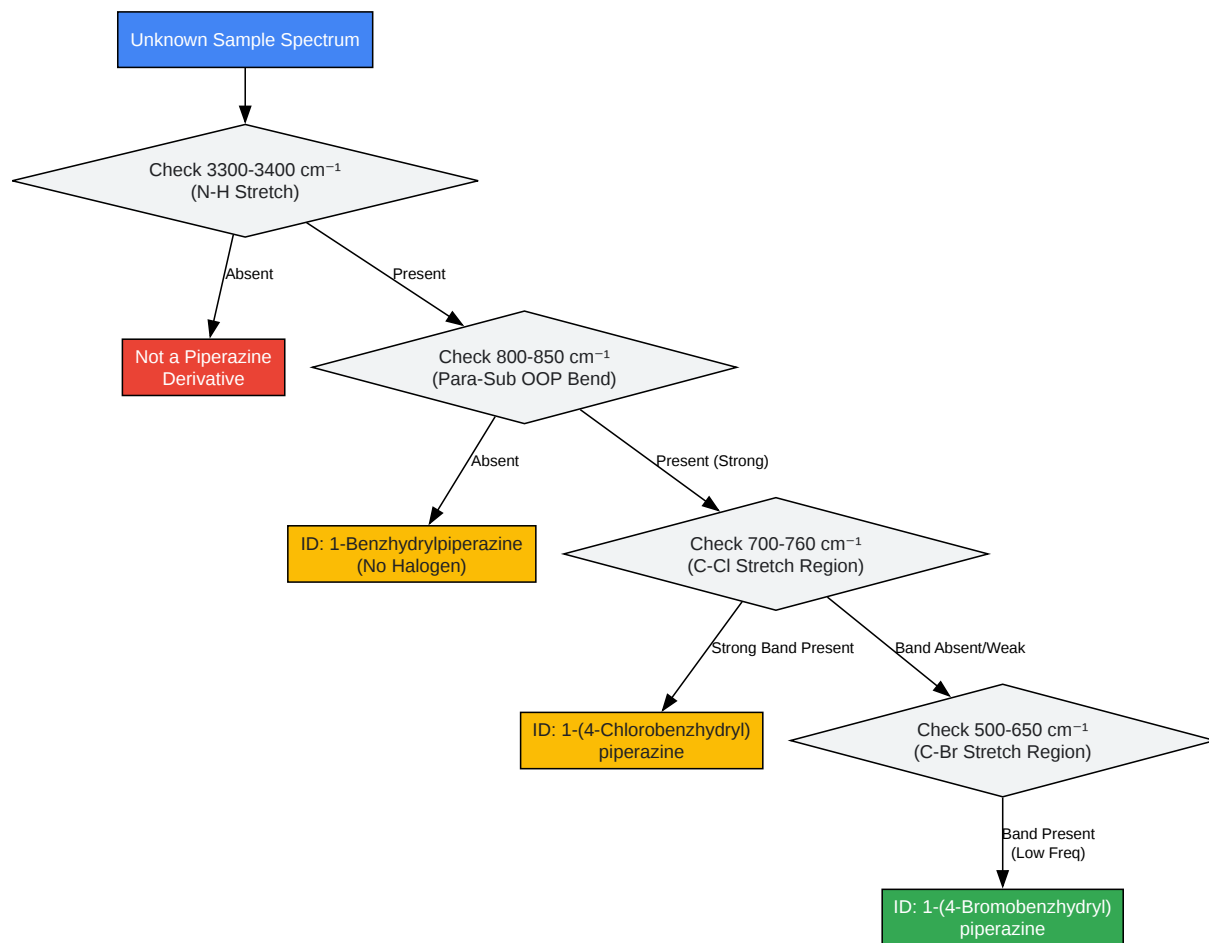 Unknown Sample Spectrum
Check 3300-3400 cm⁻¹
(N-H Stretch)
Absent
Present
Not a Piperazine
Derivative
Check 800-850 cm⁻¹
(Para-Sub OOP Bend)
Absent
Present (Strong)
ID: 1-Benzhydrylpiperazine
(No Halogen)
Check 700-760 cm⁻¹
(C-Cl Stretch Region)
Strong Band Present
Band Absent/Weak
ID: 1-(4-Chlorobenzhydryl)
piperazine
Check 500-650 cm⁻¹
(C-Br Stretch Region)
Band Present
(Low Freq)
ID: 1-(4-Bromobenzhydryl)
piperazine